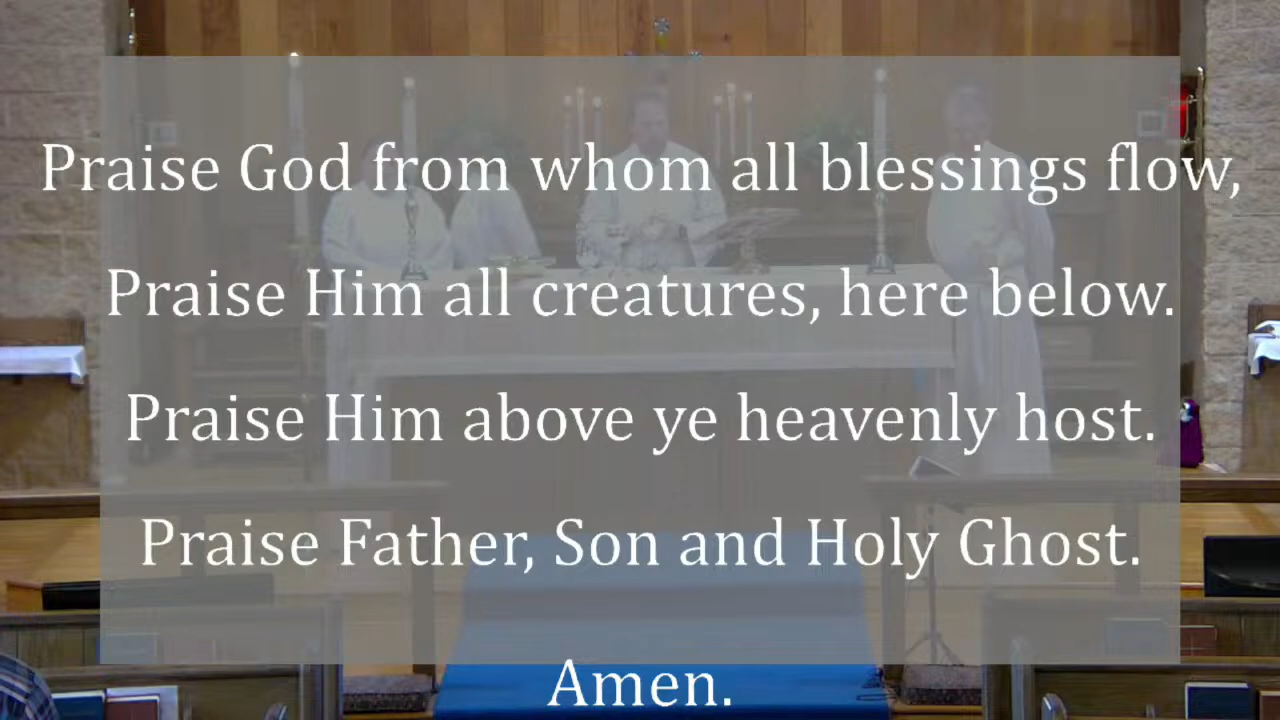 Praise God from whom all blessings flow,
Praise Him all creatures, here below.
Praise Him above ye heavenly host.
Praise Father, Son and Holy Ghost.
Amen.